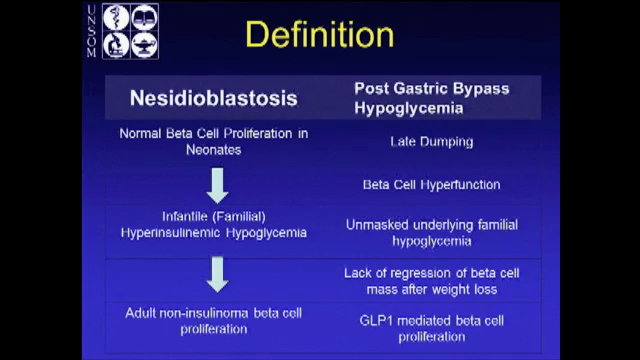 UNSOM
Definition
Nesidioblastosis
Post Gastric Bypass
Hypoglycemia
Normal Beta Cell Proliferation in
Neonates
Infantile (Familial)
Hyperinsulinemic Hypoglycemia
Adult non-insulinoma beta cell
proliferation
Late Dumping
Beta Cell Hyperfunction
Unmasked underlying familial
hypoglycemia
Lack of regression of beta cell
mass after weight loss
GLP1 mediated beta cell
proliferation